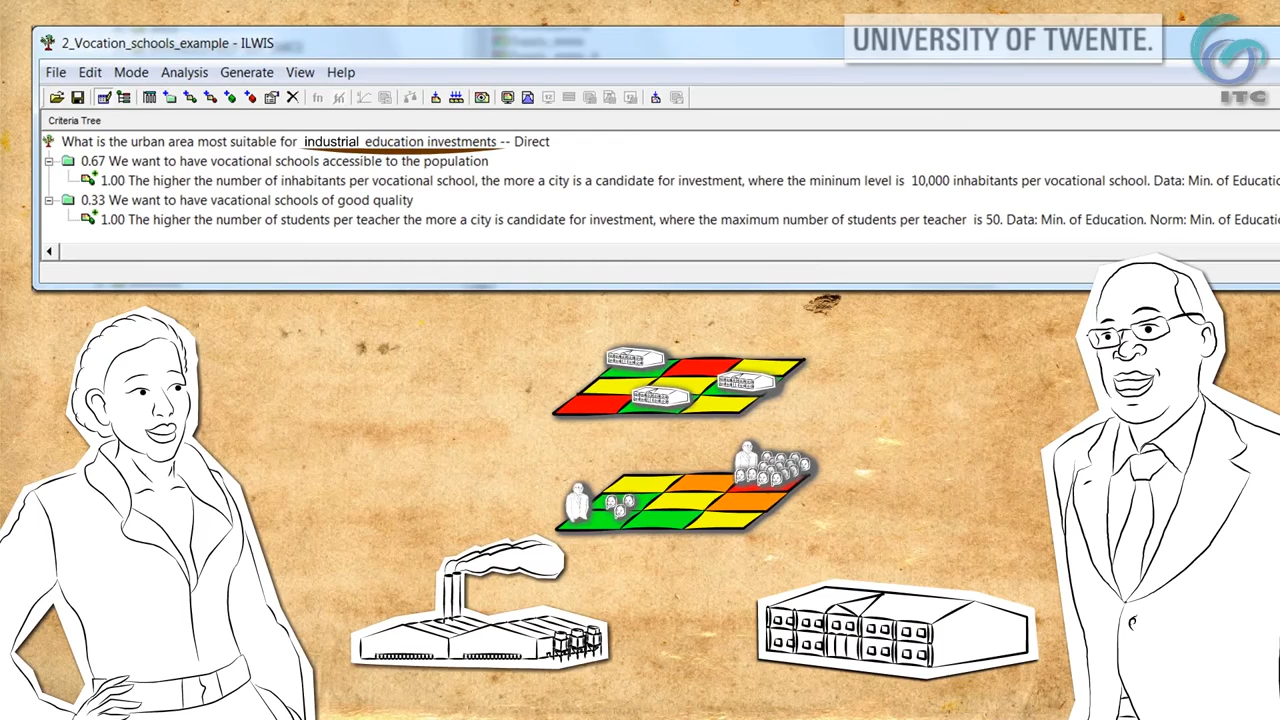 UNIVERSITY OF TWENTE.
ITC
2_Vocation_schools_example - ILWIS
File Edit Mode Analysis Generate View Help
Criteria Tree
What is the urban area most suitable for industrial education investments -- Direct
0.67 We want to have vocational schools accessible to the population
1.00 The higher the number of inhabitants per vocational school, the more a city is a candidate for investment, where the mininum level is 10,000 inhabitants per vocational school. Data: Min. of Educatio
0.33 We want to have vacational schools of good quality
1.00 The higher the number of students per teacher the more a city is candidate for investment, where the maximum number of students per teacher is 50. Data: Min. of Education. Norm: Min. of Educatio